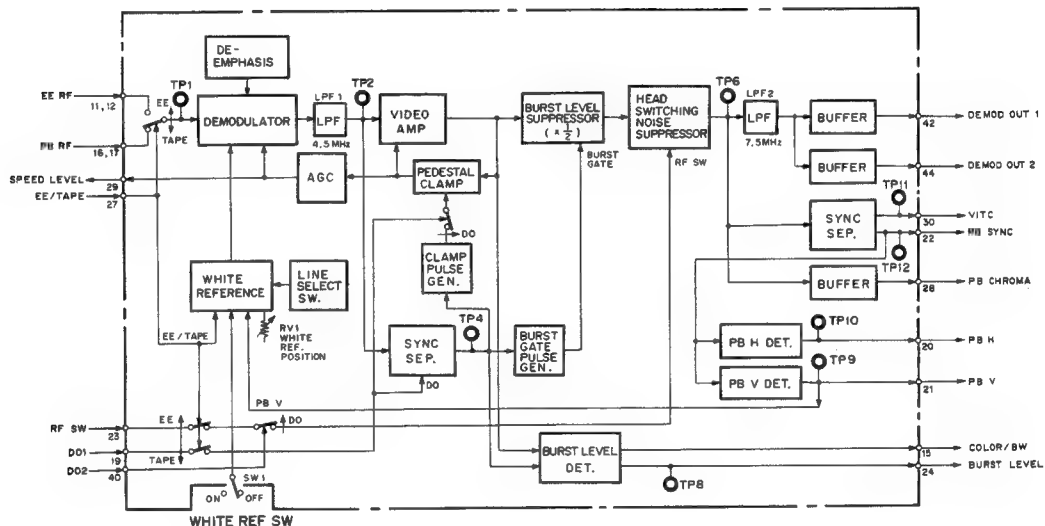 DE-
EMPHASIS
TP1
EE RF
11, 12
EE
TAPE
16, 17
DEMODULATOR
LPF 1
LPF
4.5MHz
TP2
VIDEO
AMP
BURST LEVEL
SUPPRESSOR
( × 1/2 )
BURST
GATE
HEAD
SWITCHING
NOISE
SUPPRESSOR
RF SW
TP6
LPF2
LPF
7.5MHz
BUFFER
42
DEMOD OUT 1
BUFFER
44
DEMOD OUT 2
SPEED LEVEL
29
EE/TAPE
27
AGC
PEDESTAL
CLAMP
DO
CLAMP
PULSE
GEN.
SYNC
SEP.
TP11
30
VITC
22
SYNC
TP12
BUFFER
28
PB CHROMA
WHITE
REFERENCE
LINE
SELECT
SW.
RV1
WHITE
REF.
POSITION
EE/TAPE
SYNC
SEP.
DO
TP4
BURST
GATE
PULSE
GEN.
TP10
PB H DET.
20
PB H
TP9
PB V DET.
21
PB V
PB V
RF SW
23
EE
DO
DO1
19
TAPE
DO2
40
BURST LEVEL
DET.
15
COLOR/BW
24
BURST LEVEL
TP8
SW1
ON
OFF
WHITE REF SW